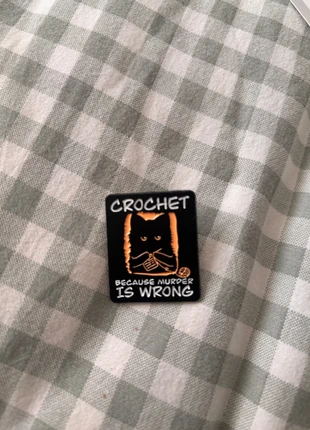 CROCHET
BECAUSE MURDER
IS WRONG